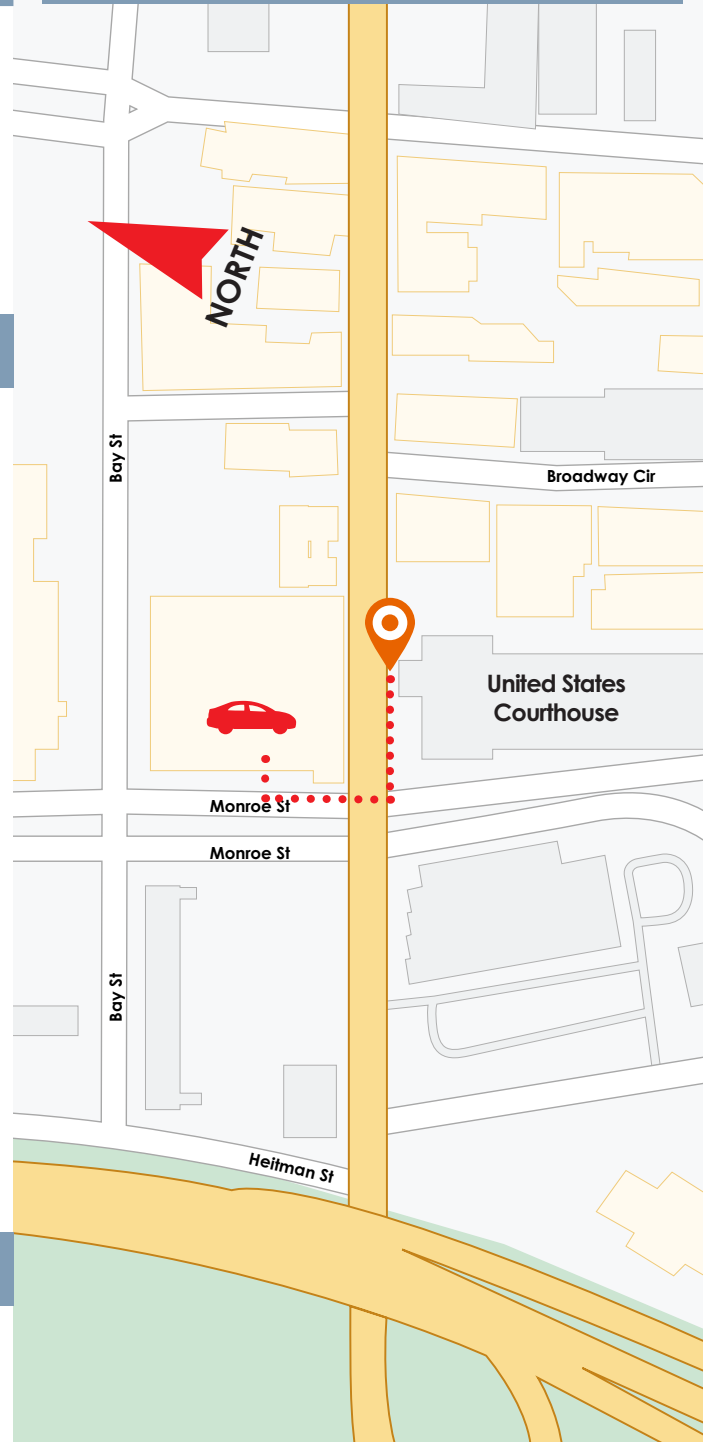 NORTH
Bay St
Broadway Cir
United States
Courthouse
Monroe St
Monroe St
Bay St
Heitman St